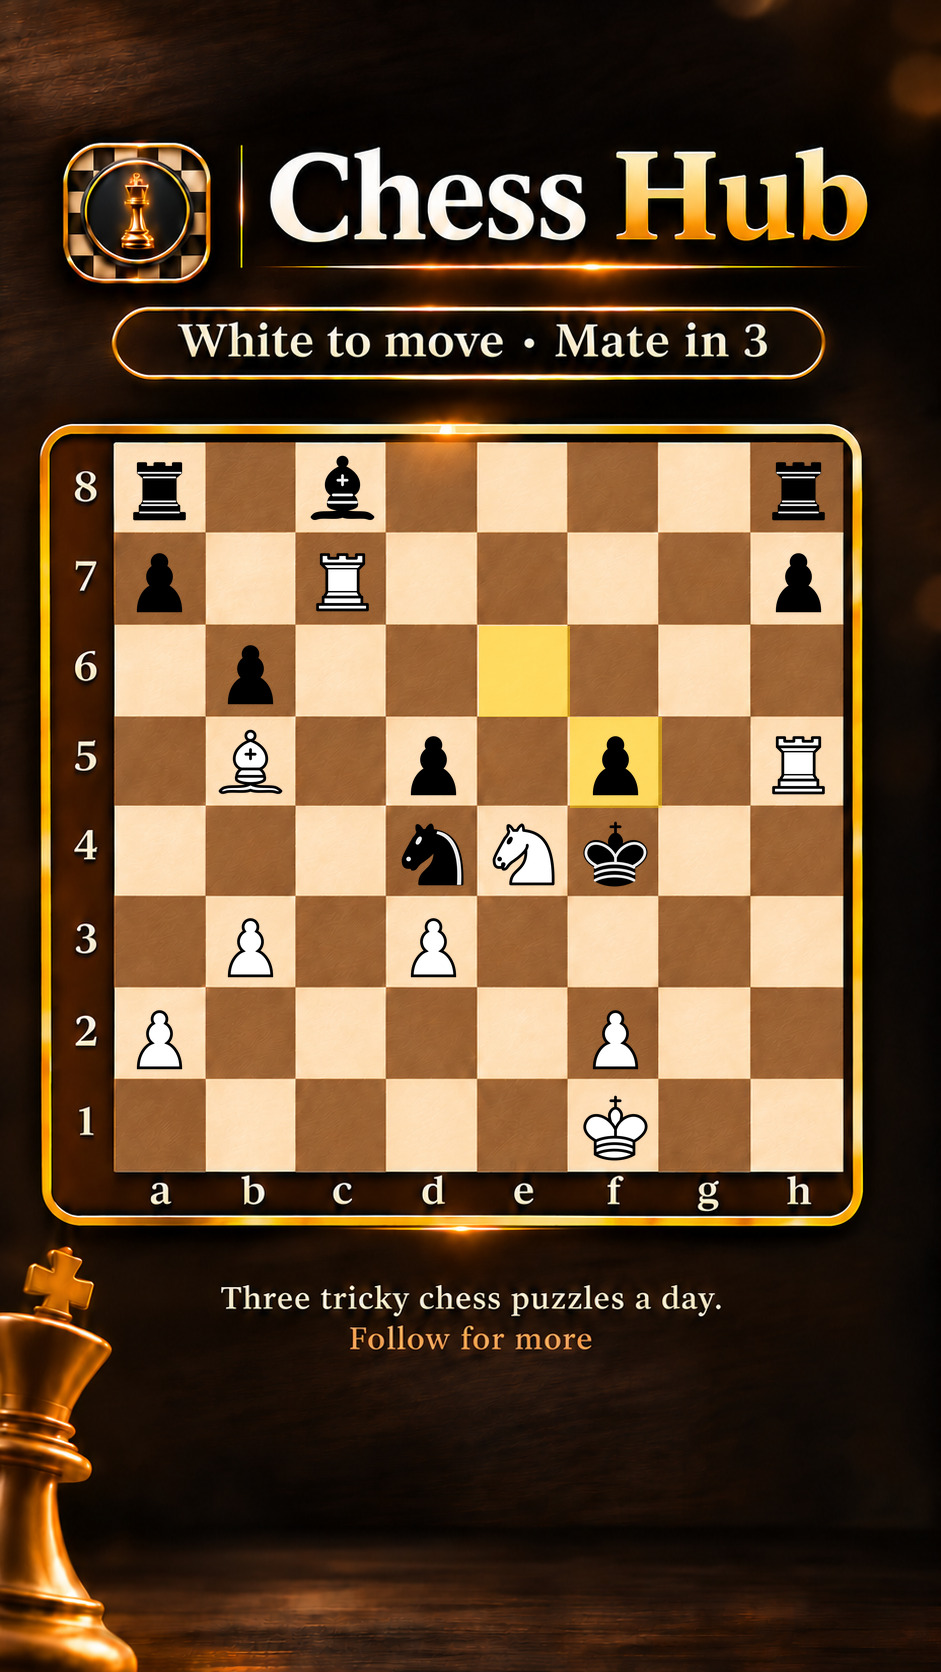 Chess Hub
White to move • Mate in 3
8
7
6
5
4
3
2
1
a b c d e f g h
Three tricky chess puzzles a day.
Follow for more